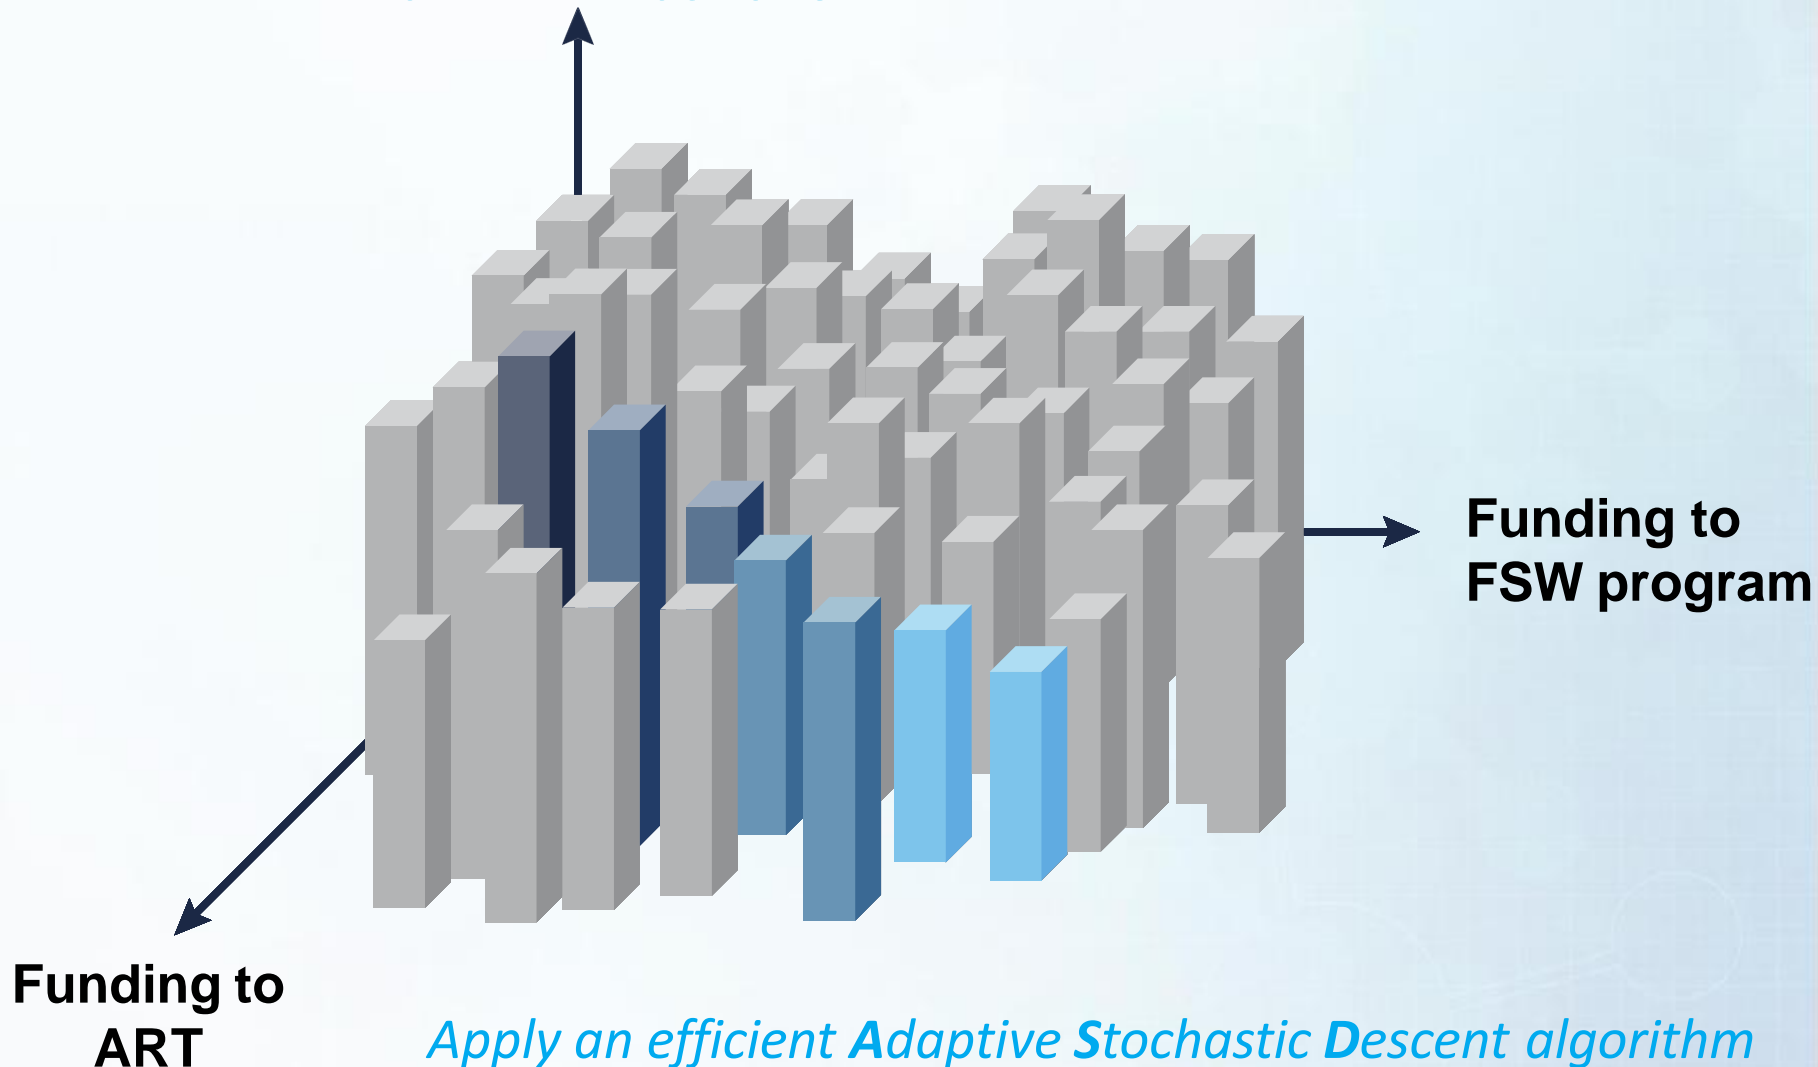 Funding to
FSW program
Funding to
ART
Apply an efficient Adaptive Stochastic Descent algorithm